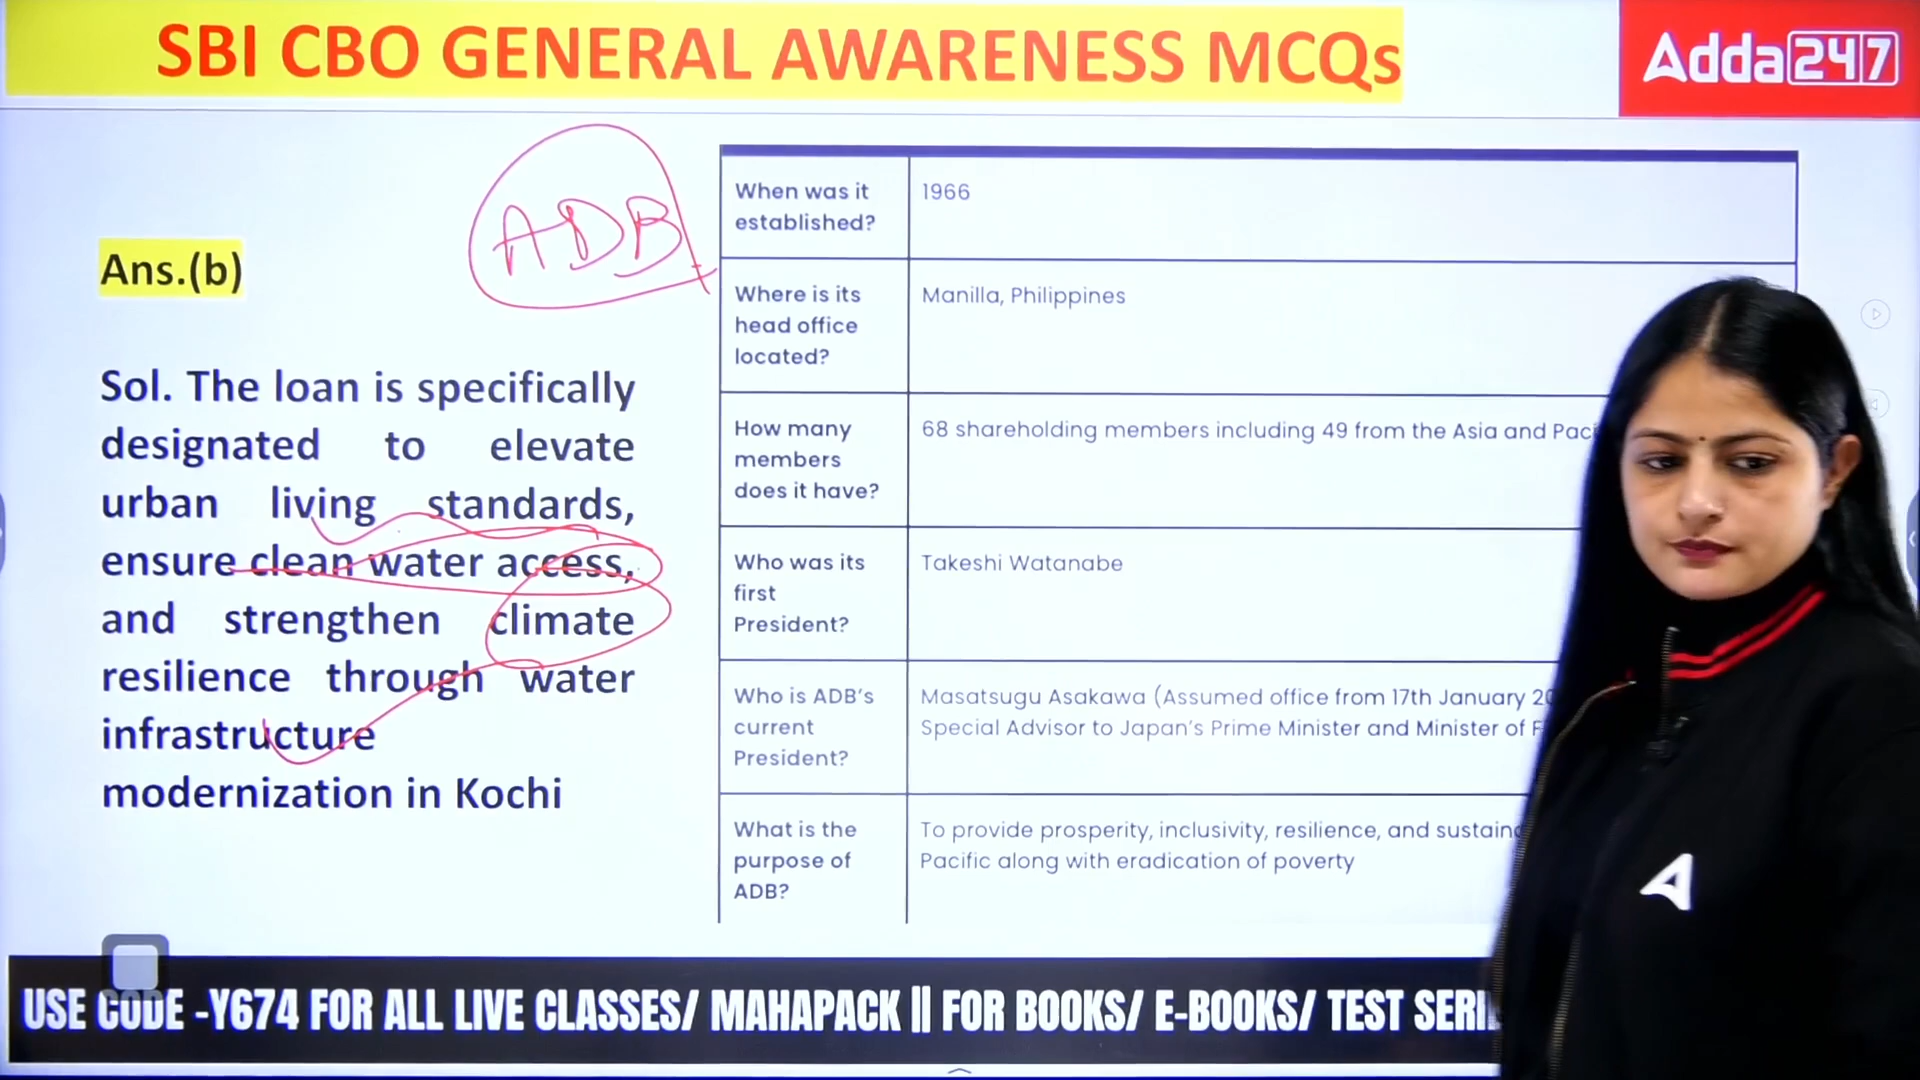 SBI CBO GENERAL AWARENESS MCQs
Adda247
ADB
Ans.(b)
Sol. The loan is specifically
designated to elevate
urban living standards,
ensure clean water access,
and strengthen climate
resilience through water
infrastructure
modernization in Kochi
When was it
established?
1966
Where is its
head office
located?
Manilla, Philippines
How many
members
does it have?
68 shareholding members including 49 from the Asia and
Who was its
first
President?
Takeshi Watanabe
Who is ADB's
current
President?
Masatsugu Asakawa (Assumed office from 17th January
Special Advisor to Japan's Prime Minister and Minister of
What is the
purpose of
ADB?
To provide prosperity, inclusivity, resilience, and
Pacific along with eradication of poverty
USE CODE -Y674 FOR ALL LIVE CLASSES/ MAHAPACK || FOR BOOKS/ E-BOOKS/ TEST